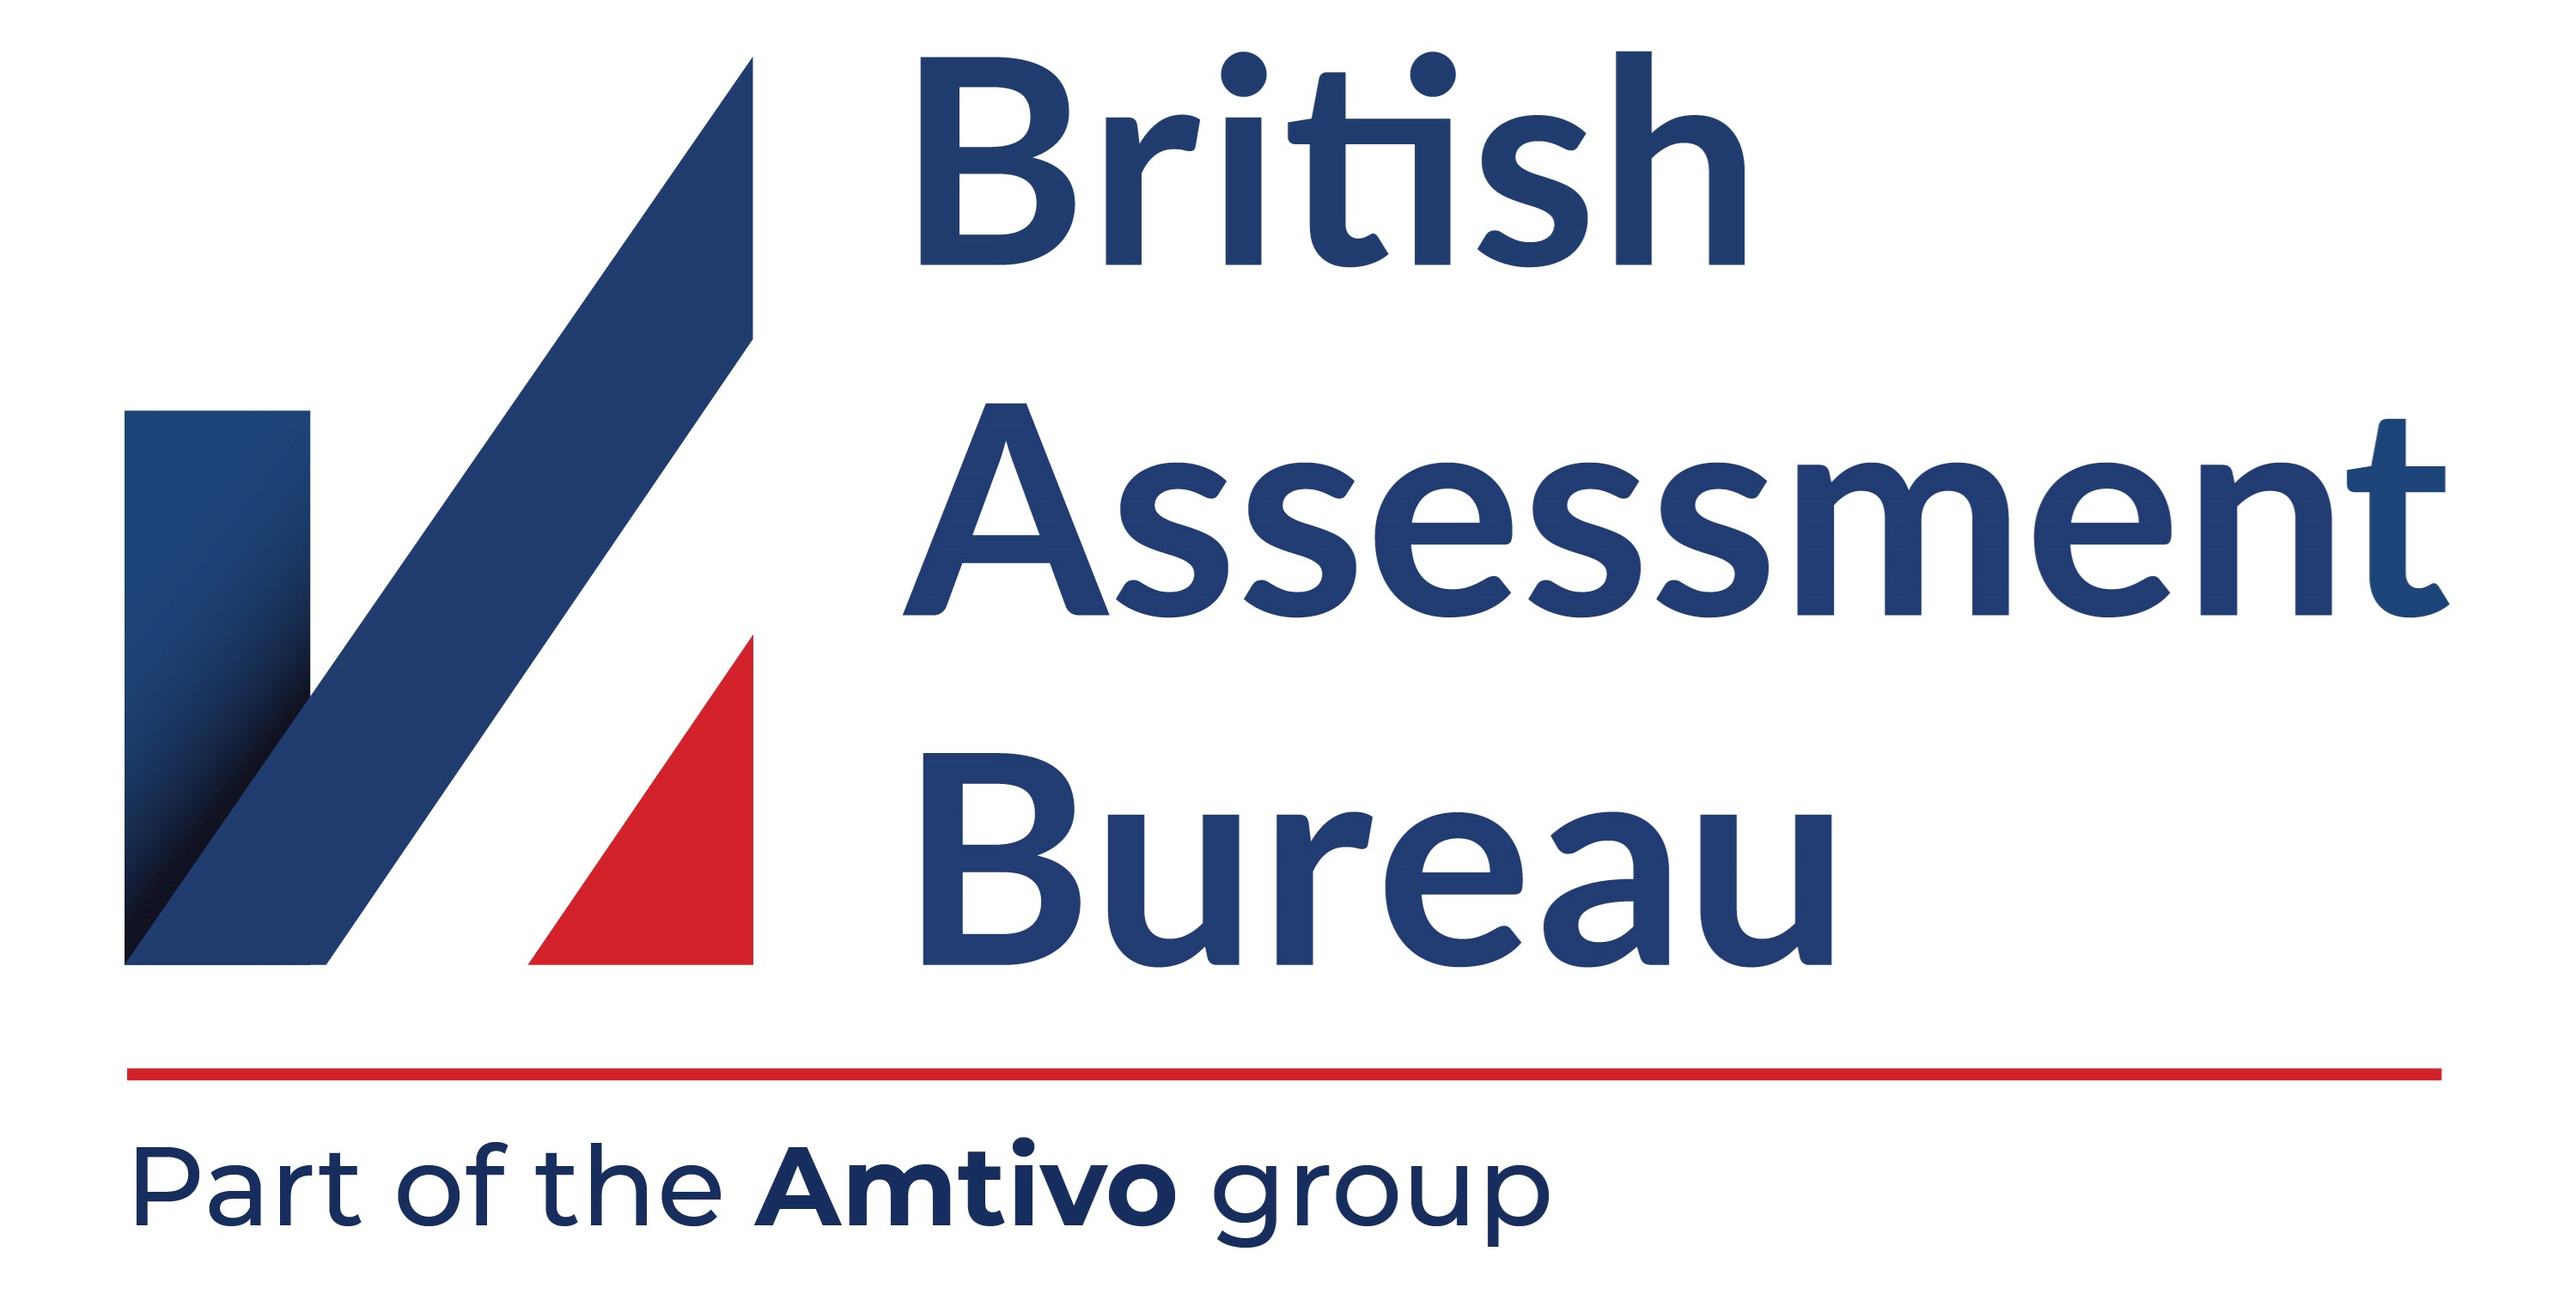 British
Assessment
Bureau
Part of the Amtivo group